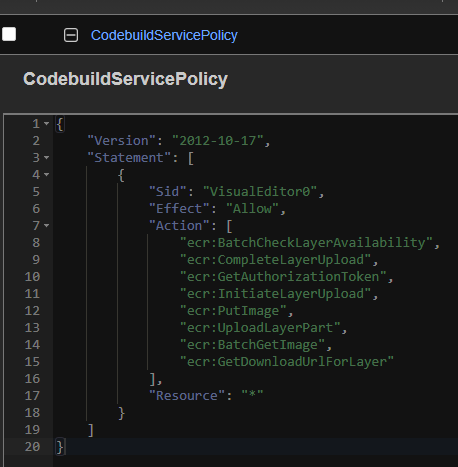 CodebuildServicePolicy
CodebuildServicePolicy
1 {
2 "Version": "2012-10-17",
3 "Statement": [
4 {
5 "Sid": "VisualEditor0",
6 "Effect": "Allow",
7 "Action": [
8 "ecr:BatchCheckLayerAvailability",
9 "ecr:CompleteLayerUpload",
10 "ecr:GetAuthorizationToken",
11 "ecr:InitiateLayerUpload",
12 "ecr:PutImage",
13 "ecr:UploadLayerPart",
14 "ecr:BatchGetImage",
15 "ecr:GetDownloadUrlForLayer"
16 ],
17 "Resource": "*"
18 }
19 ]
20 }